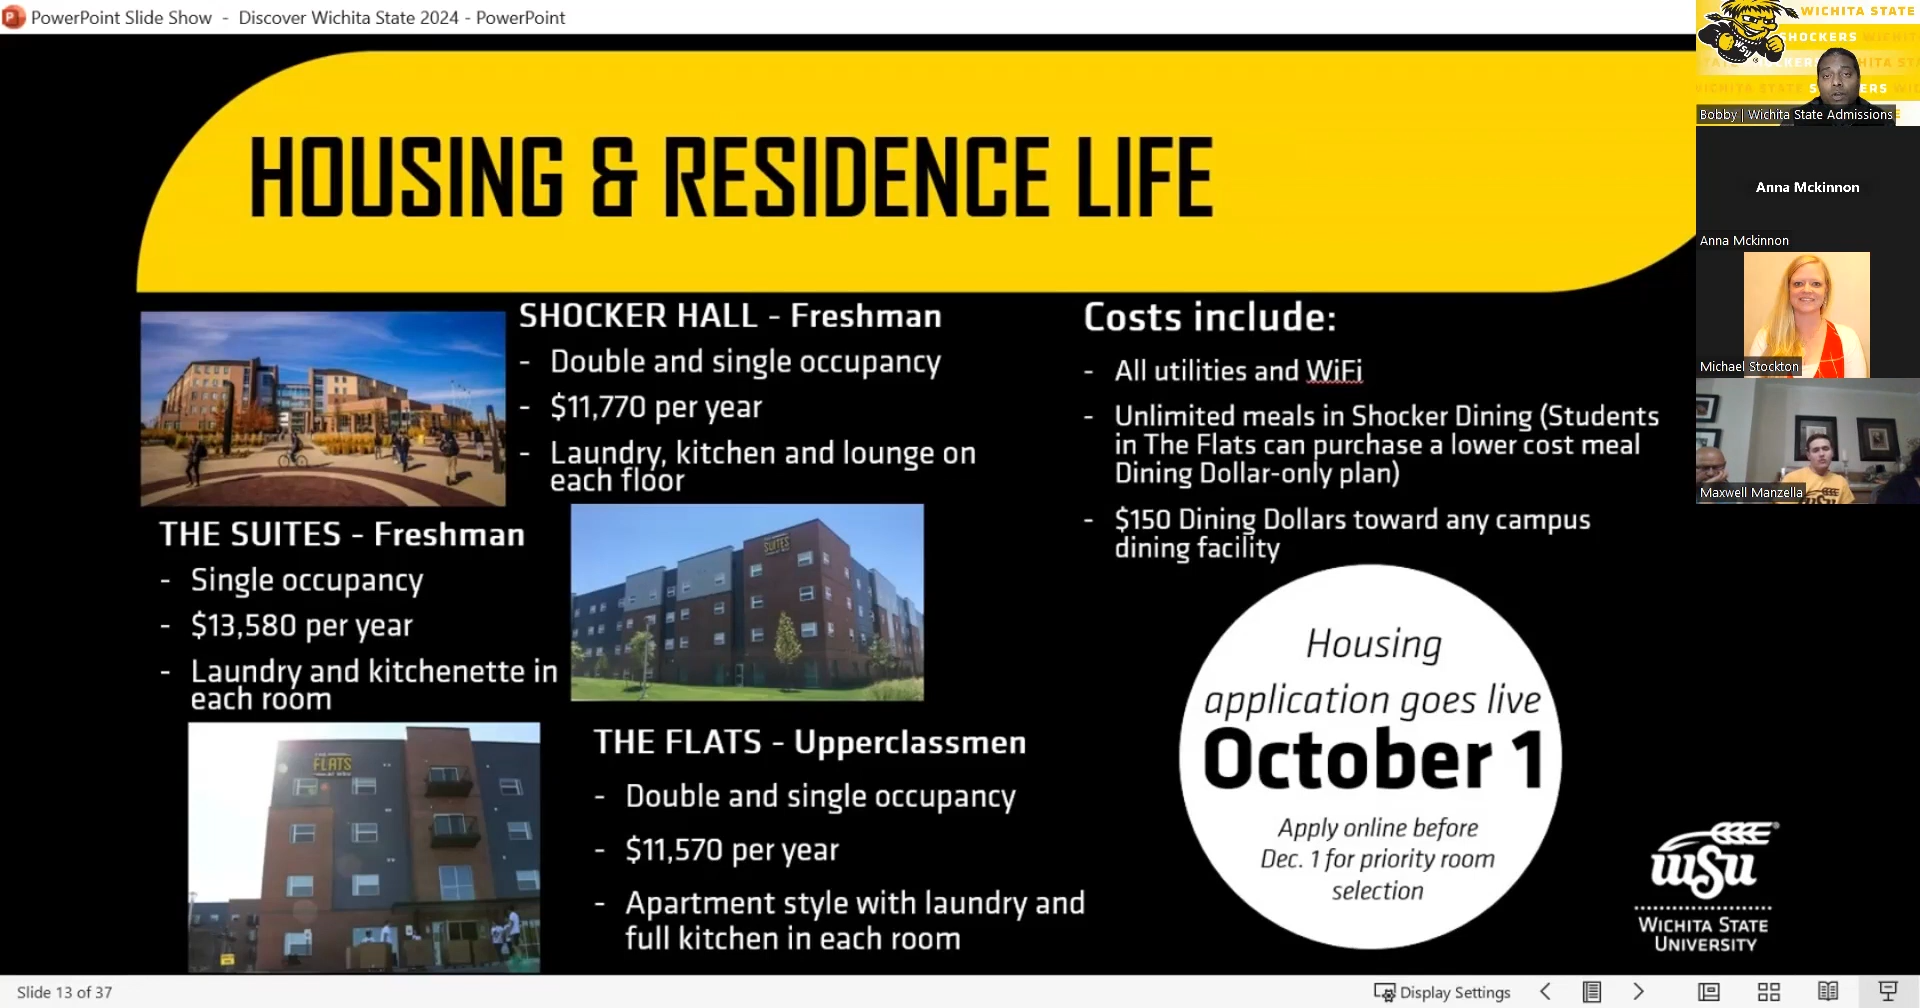 PowerPoint Slide Show - Discover Wichita State 2024 - PowerPoint
HOUSING & RESIDENCE LIFE
SHOCKER HALL - Freshman
- Double and single occupancy
- $11,770 per year
- Laundry, kitchen and lounge on
each floor
THE SUITES - Freshman
- Single occupancy
- $13,580 per year
- Laundry and kitchenette in
each room
SUITES
FLATS
THE FLATS - Upperclassmen
- Double and single occupancy
- $11,570 per year
- Apartment style with laundry and
full kitchen in each room
Costs include:
- All utilities and WiFi
- Unlimited meals in Shocker Dining (Students
in The Flats can purchase a lower cost meal
Dining Dollar-only plan)
- $150 Dining Dollars toward any campus
dining facility
Housing
application goes live
October 1
Apply online before
Dec. 1 for priority room
selection
WSU
WICHITA STATE
UNIVERSITY
WICHITA STATE
SHOCKERS
WSU
Bobby | Wichita State Admissions
Anna Mckinnon
Anna Mckinnon
Michael Stockton
WSU
Maxwell Manzella
Slide 13 of 37
Display Settings